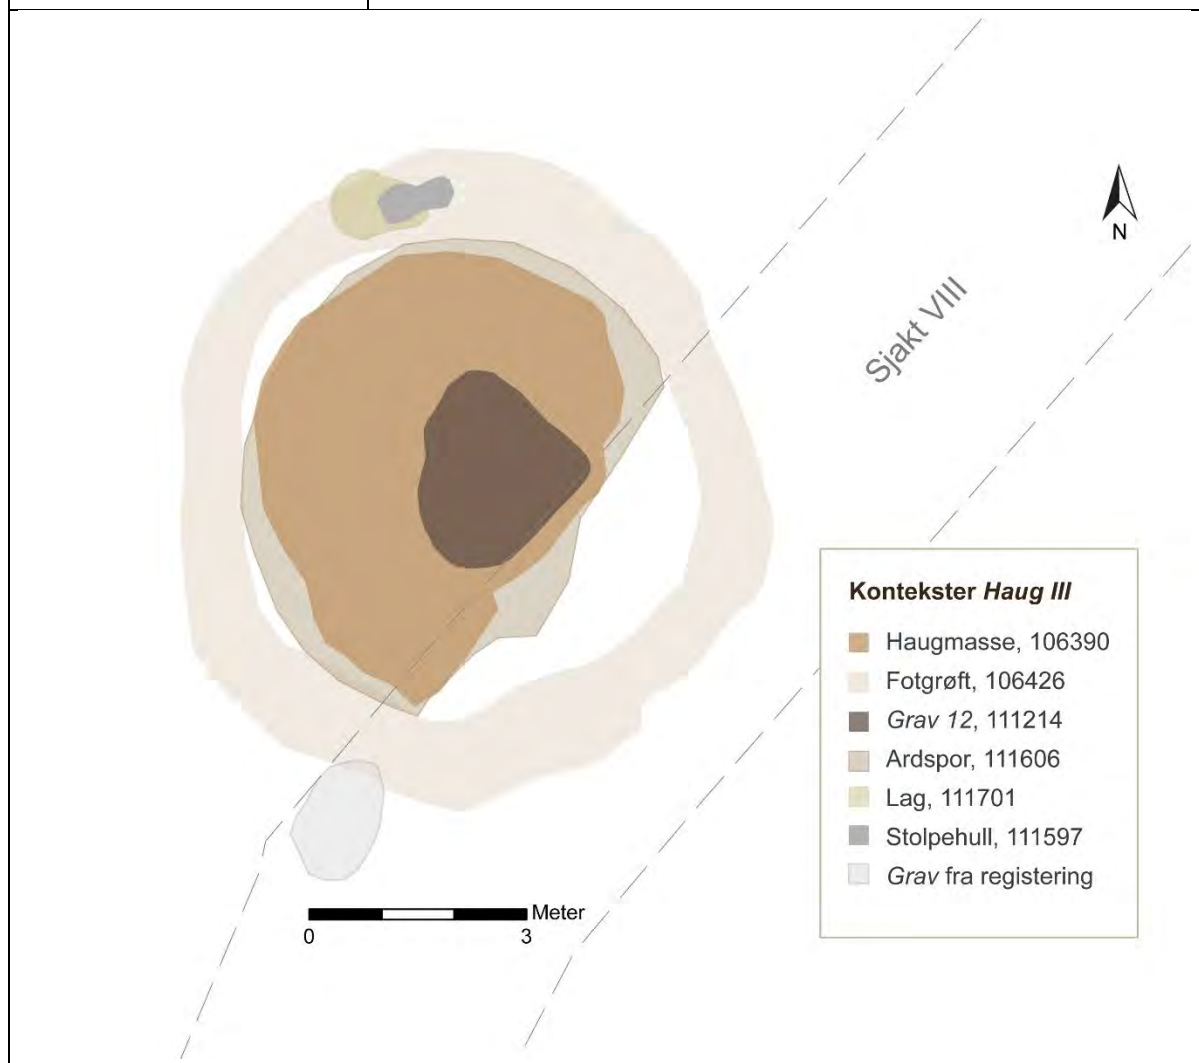 N
Sjakt VIII
Kontekster Haug III
Haugmasse, 106390
Fotgrøft, 106426
Grav 12, 111214
Ardspor, 111606
Lag, 111701
Stolpehull, 111597
Grav fra registering
Meter
0 3